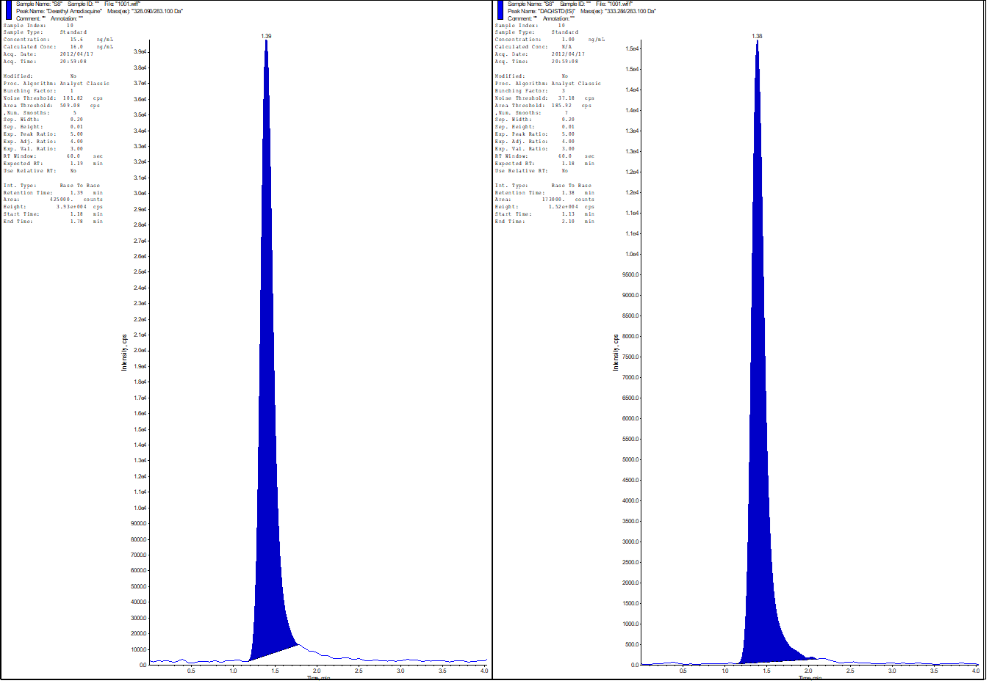 Sample Name: "S8"    Sample ID: ""    File: "1001.wiff"
Peak Name: "Desethyl Amodiaquine"    Mass(es): "328.090/283.100 Da"
Comment: ""    Annotation: ""
Sample Index: 10
Sample Type: Standard
Concentration: 15.6 ng/mL
Calculated Conc: 16.0 ng/mL
Acq. Date: 2012/04/17
Acq. Time: 20:59:08
Modified: No
Proc. Algorithm: Analyst Classic
Bunching Factor: 1
Noise Threshold: 101.82 cps
Area Threshold: 509.08 cps
,Num. Smooths: 5
Sep. Width: 0.20
Sep. Height: 0.01
Exp. Peak Ratio: 5.00
Exp. Adj. Ratio: 4.00
Exp. Val. Ratio: 3.00
RT Window: 60.0 sec
Expected RT: 1.19 min
Use Relative RT: No
Int. Type: Base To Base
Retention Time: 1.39 min
Area: 425000. counts
Height: 3.93e+004 cps
Start Time: 1.18 min
End Time: 1.78 min
1.39
3.9e4
3.8e4
3.7e4
3.6e4
3.5e4
3.4e4
3.3e4
3.2e4
3.1e4
3.0e4
2.9e4
2.8e4
2.7e4
2.6e4
2.5e4
2.4e4
2.3e4
2.2e4
2.1e4
2.0e4
1.9e4
1.8e4
1.7e4
1.6e4
1.5e4
1.4e4
1.3e4
1.2e4
1.1e4
1.0e4
9000.0
8000.0
7000.0
6000.0
5000.0
4000.0
3000.0
2000.0
1000.0
0.0
Intensity, cps
0.5 1.0 1.5 2.0 2.5 3.0 3.5 4.0
Time, min
Sample Name: "S8"    Sample ID: ""    File: "1001.wiff"
Peak Name: "DAQ-ISTD(IS)"    Mass(es): "333.284/283.100 Da"
Comment: ""    Annotation: ""
Sample Index: 10
Sample Type: Standard
Concentration: 1.00 ng/mL
Calculated Conc: N/A
Acq. Date: 2012/04/17
Acq. Time: 20:59:08
Modified: No
Proc. Algorithm: Analyst Classic
Bunching Factor: 3
Noise Threshold: 37.18 cps
Area Threshold: 185.92 cps
,Num. Smooths: 7
Sep. Width: 0.20
Sep. Height: 0.01
Exp. Peak Ratio: 5.00
Exp. Adj. Ratio: 4.00
Exp. Val. Ratio: 3.00
RT Window: 60.0 sec
Expected RT: 1.18 min
Use Relative RT: No
Int. Type: Base To Base
Retention Time: 1.38 min
Area: 173000. counts
Height: 1.52e+004 cps
Start Time: 1.13 min
End Time: 2.10 min
1.38
1.5e4
1.5e4
1.4e4
1.4e4
1.3e4
1.3e4
1.2e4
1.2e4
1.1e4
1.1e4
1.0e4
9500.0
9000.0
8500.0
8000.0
7500.0
7000.0
6500.0
6000.0
5500.0
5000.0
4500.0
4000.0
3500.0
3000.0
2500.0
2000.0
1500.0
1000.0
500.0
0.0
Intensity, cps
0.5 1.0 1.5 2.0 2.5 3.0 3.5 4.0
Time, min